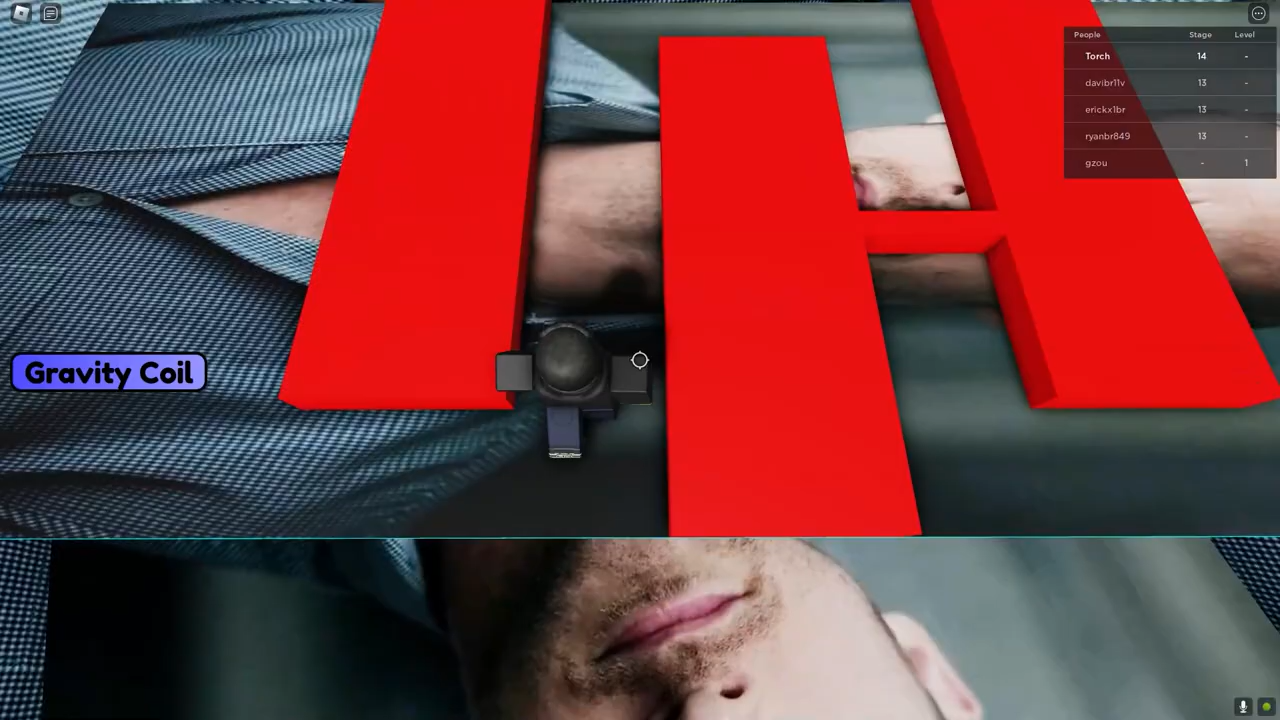 People Stage Level
Torch 14 -
davibr11v 13 -
erickx1br 13 -
ryanbr849 13 -
gzou - 1
Gravity Coil